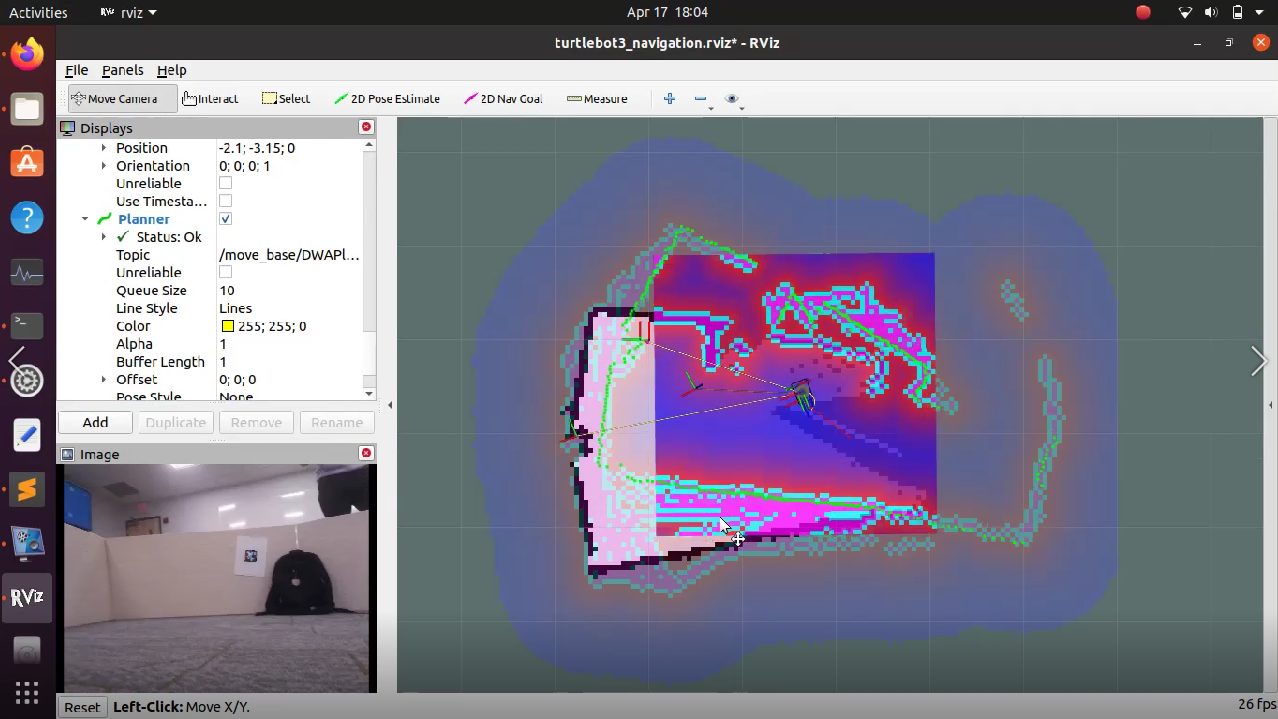 Activities
rviz
Apr 17 18:04
turtlebot3_navigation.rviz* - RViz
File Panels Help
Move Camera Interact Select 2D Pose Estimate 2D Nav Goal Measure
Displays
Position -2.1; -3.15; 0
Orientation 0; 0; 0; 1
Unreliable
Use Timesta...
Planner
Status: Ok
Topic /move_base/DWAPl...
Unreliable
Queue Size 10
Line Style Lines
Color 255; 255; 0
Alpha 1
Buffer Length 1
Offset 0; 0; 0
Pose Style None
Add Duplicate Remove Rename
Image
RViz
Reset Left-Click: Move X/Y. 26 fps